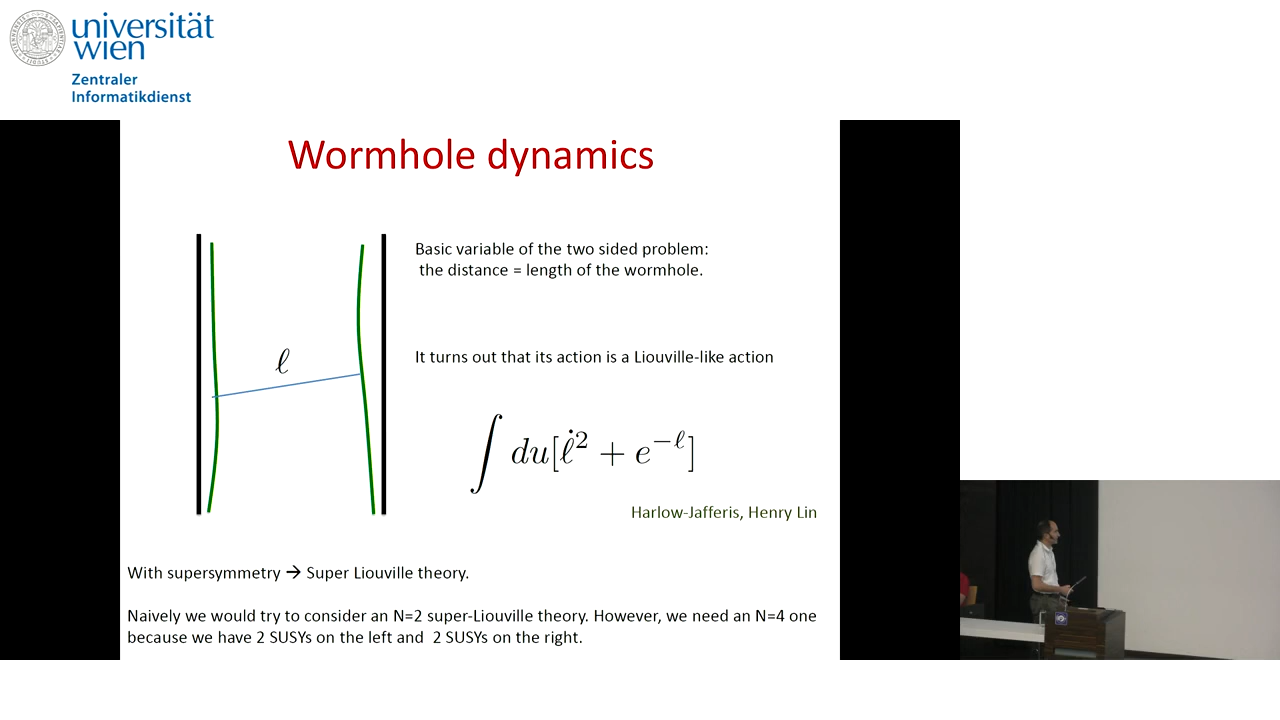 universität
wien
Zentraler
Informatikdienst
Wormhole dynamics
Basic variable of the two sided problem:
the distance = length of the wormhole.
ℓ
It turns out that its action is a Liouville-like action
∫ du[ℓ̇² + e^{−ℓ}]
Harlow-Jafferis, Henry Lin
With supersymmetry → Super Liouville theory.
Naively we would try to consider an N=2 super-Liouville theory. However, we need an N=4 one
because we have 2 SUSYs on the left and 2 SUSYs on the right.